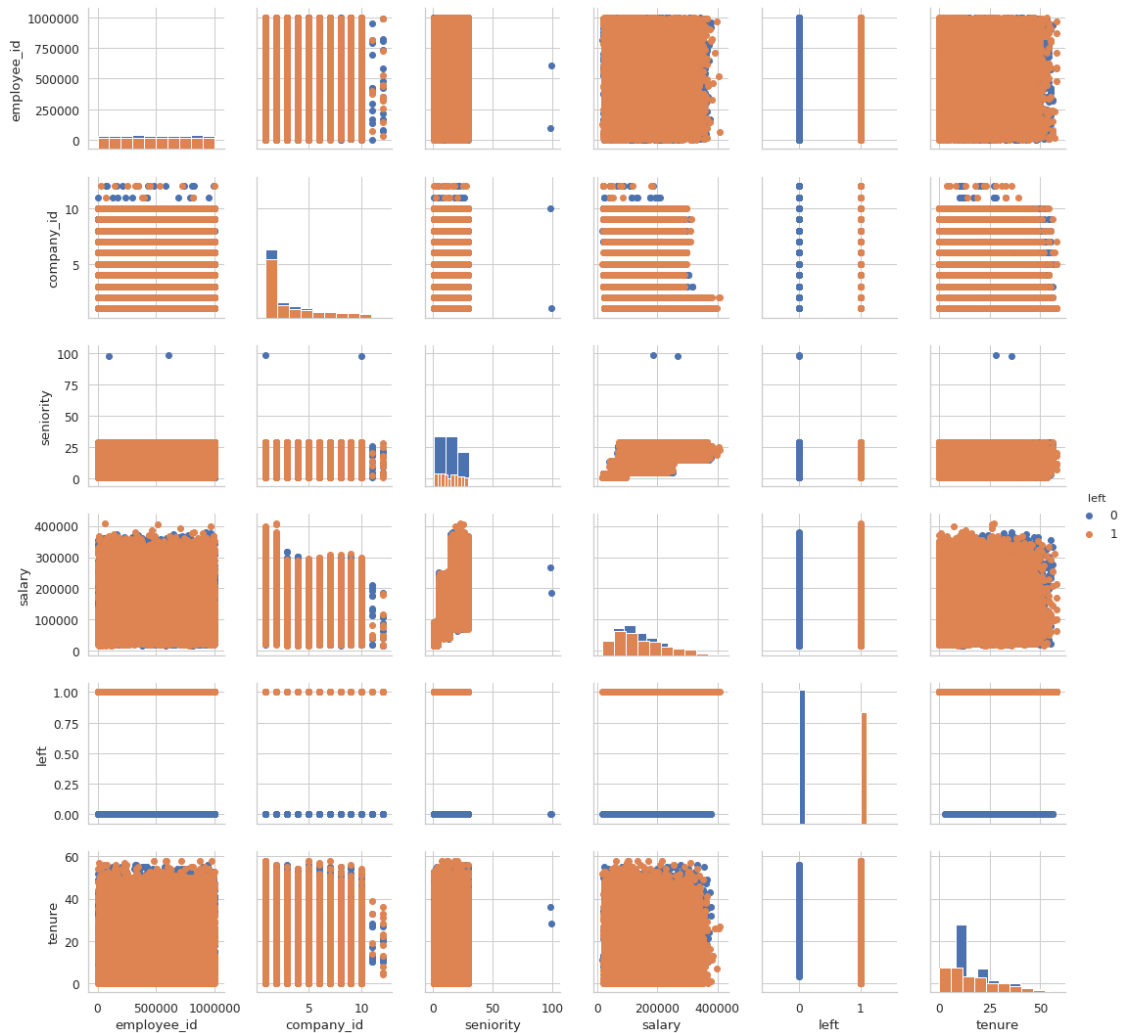 1000000
750000
500000
250000
0
employee_id
10
5
company_id
100
75
50
25
0
seniority
400000
300000
200000
100000
0
salary
1.00
0.75
0.50
0.25
0.00
left
60
40
20
0
tenure
0 500000 1000000
employee_id
5 10
company_id
0 50 100
seniority
0 200000 400000
salary
0 1
left
0 25 50
tenure
left
0
1